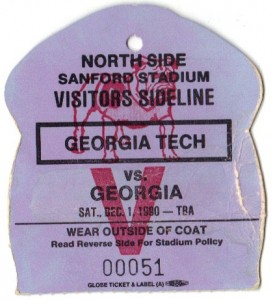 NORTH SIDE
SANFORD STADIUM
VISITORS SIDELINE
GEORGIA TECH
VS.
GEORGIA
SAT., DEC. 1, 1990 — TBA
WEAR OUTSIDE OF COAT
Read Reverse Side For Stadium Policy
00051
GLOBE TICKET & LABEL (A)